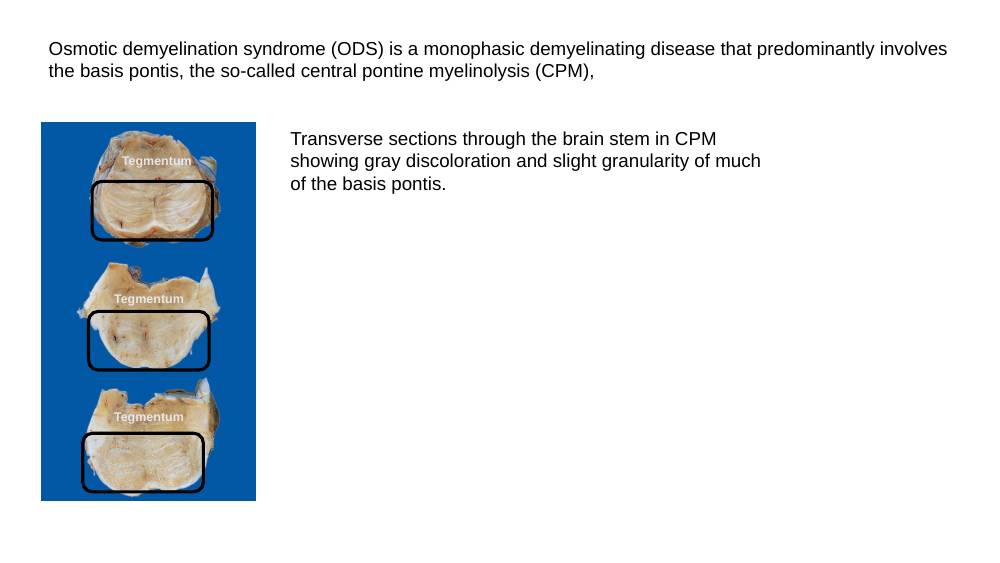 Osmotic demyelination syndrome (ODS) is a monophasic demyelinating disease that predominantly involves
the basis pontis, the so-called central pontine myelinolysis (CPM),
Transverse sections through the brain stem in CPM
showing gray discoloration and slight granularity of much
of the basis pontis.
Tegmentum
Tegmentum
Tegmentum